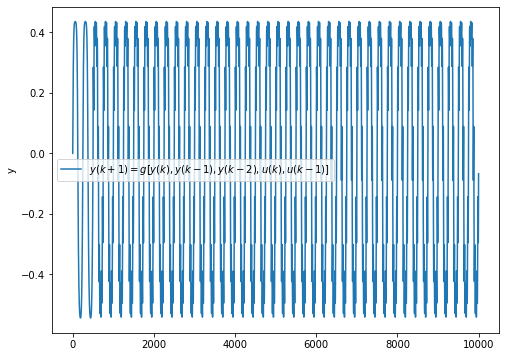 0.4
0.2
0.0
−0.2
−0.4
y
y(k + 1) = g[y(k), y(k − 1), y(k − 2), u(k), u(k − 1)]
0 2000 4000 6000 8000 10000